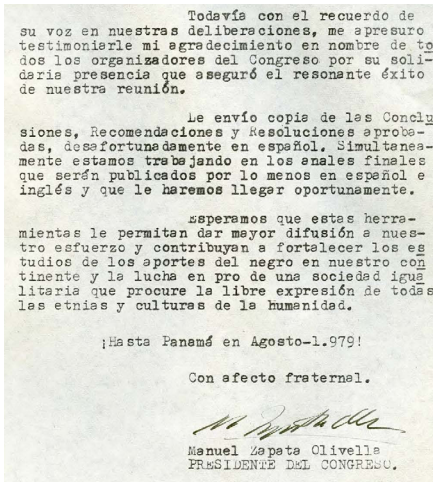 Todavía con el recuerdo de
su voz en nuestras deliberaciones, me apresuro
testimoniarle mi agradecimiento en nombre de to
dos los organizadores del Congreso por su soli-
daria presencia que aseguró el resonante éxito
de nuestra reunión.
Le envío copia de las Conclu
siones, Recomendaciones y Resoluciones aproba-
das, desafortunadamente en español. Simultanea-
mente estamos trabajando en los anales finales
que serán publicados por lo menos en español e
inglés y que le haremos llegar oportunamente.
Esperamos que estas herra-
mientas le permitan dar mayor difusión a nues-
tro esfuerzo y contribuyan a fortalecer los es
tudios de los aportes del negro en nuestro con
tinente y la lucha en pro de una sociedad igua
litaria que procure la libre expresión de todas
las etnias y culturas de la humanidad.
¡Hasta Panamá en Agosto-1.979!
Con afecto fraternal.
Manuel Zapata Olivella
PRESIDENTE DEL CONGRESO.